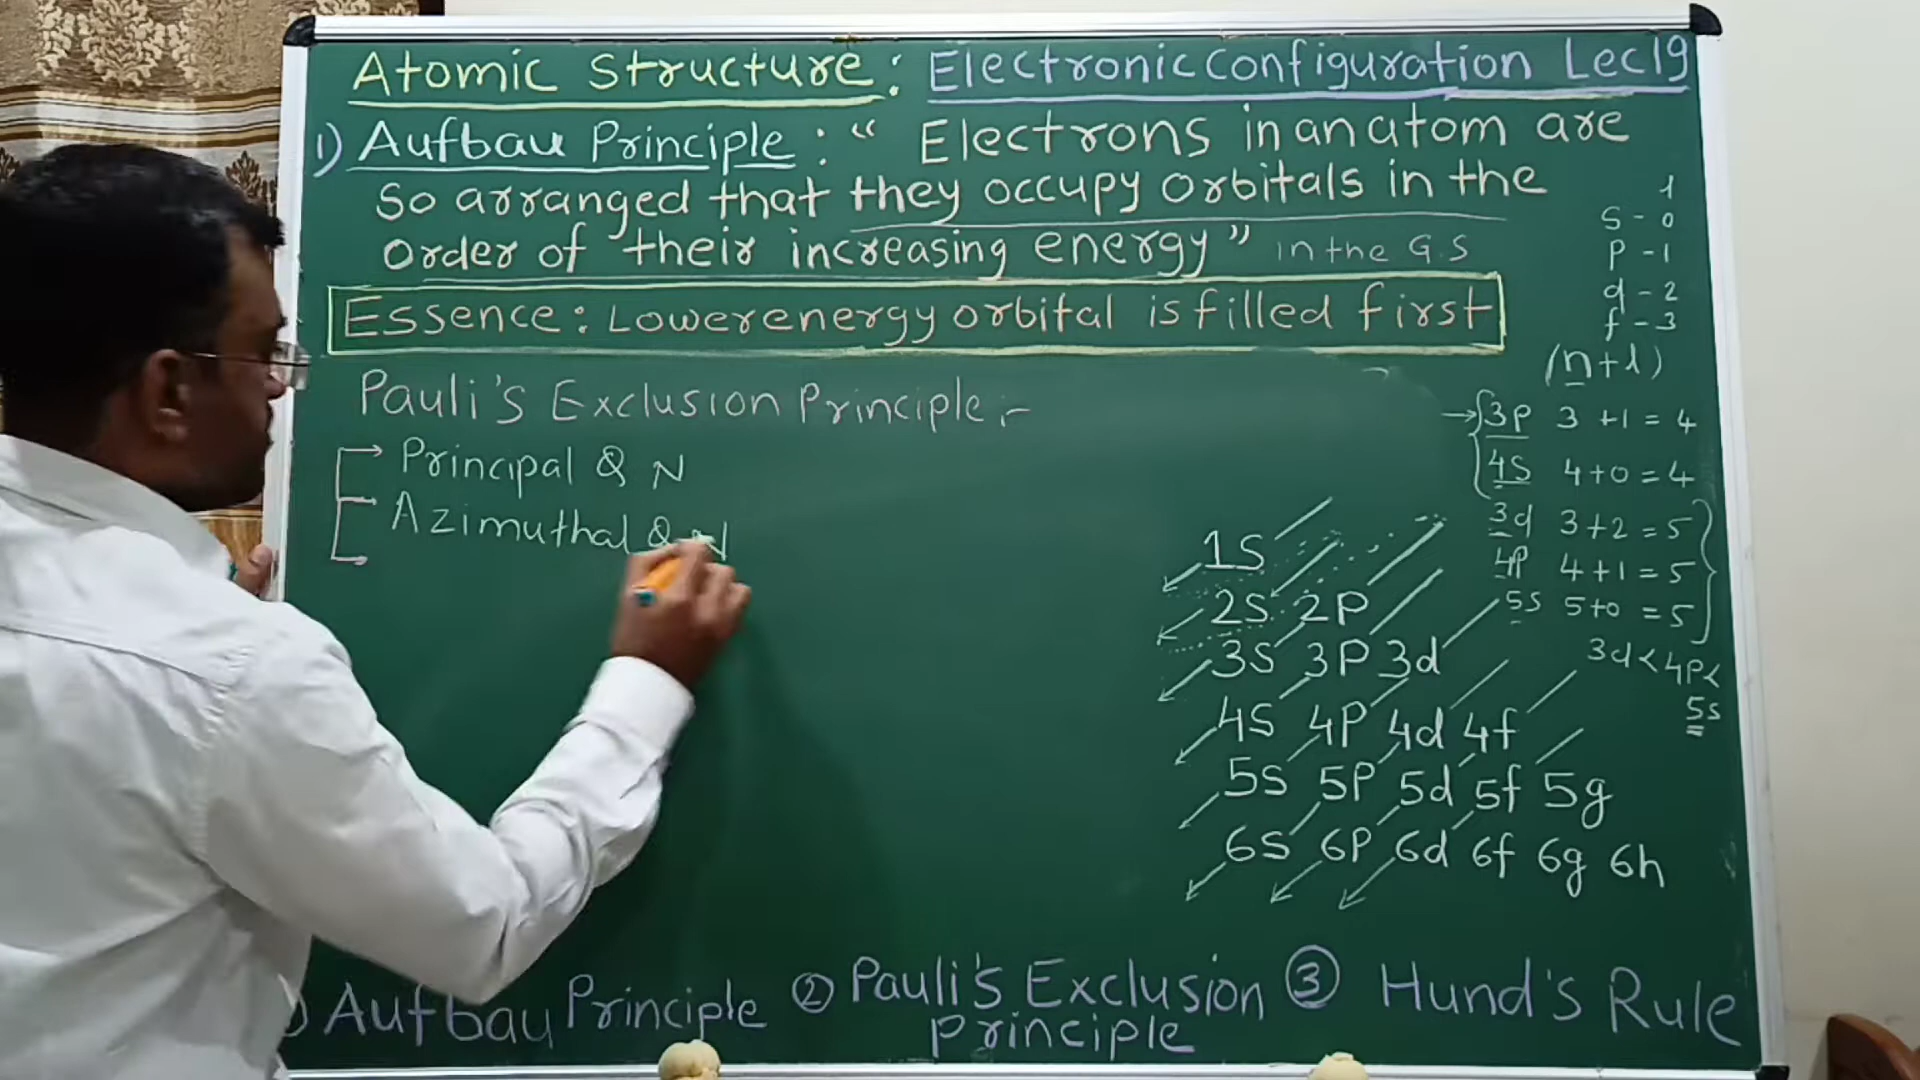 Atomic Structure: Electronic Configuration Lec19
1) Aufbau Principle: " Electrons in an atom are
so arranged that they occupy orbitals in the
order of their increasing energy" in the G.S
Essence: Lower energy orbital is filled first
Pauli's Exclusion Principle:-
Principal Q N
Azimuthal Q N
l
s - 0
p - 1
d - 2
f - 3
(n+l)
3p 3+1=4
4s 4+0=4
3d 3+2=5
4p 4+1=5
5s 5+0=5
3d<4p<
5s
1s
2s 2p
3s 3p 3d
4s 4p 4d 4f
5s 5p 5d 5f 5g
6s 6p 6d 6f 6g 6h
) Aufbau Principle ② Pauli's Exclusion ③ Hund's Rule
principle